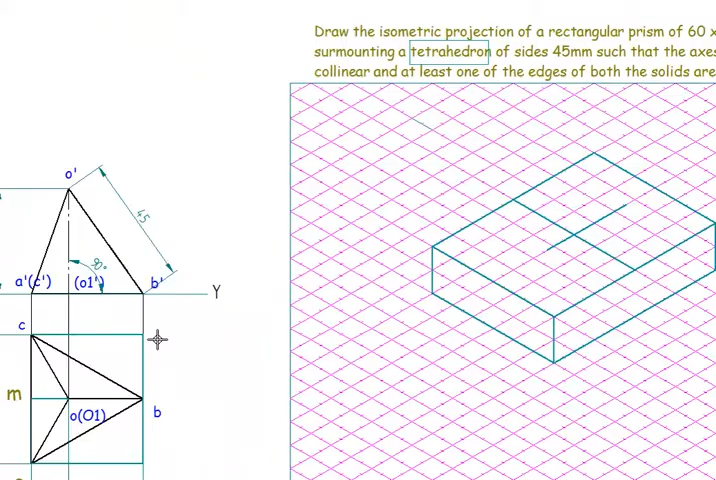 Draw the isometric projection of a rectangular prism of 60 x
surmounting a tetrahedron of sides 45mm such that the axes
collinear and at least one of the edges of both the solids are
o'
45
90°
a'(c')
(o1')
b'
Y
c
m
o(O1)
b